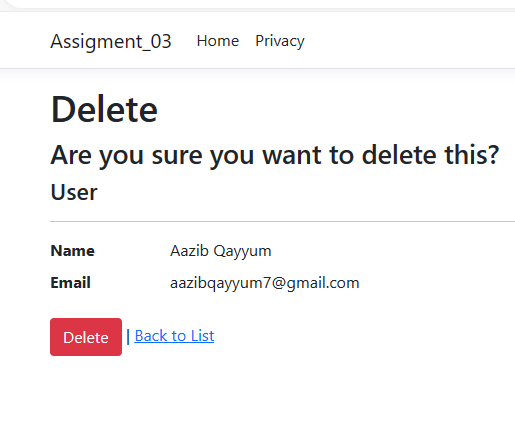 Assigment_03 Home Privacy
Delete
Are you sure you want to delete this?
User
Name Aazib Qayyum
Email aazibqayyum7@gmail.com
Delete | Back to List